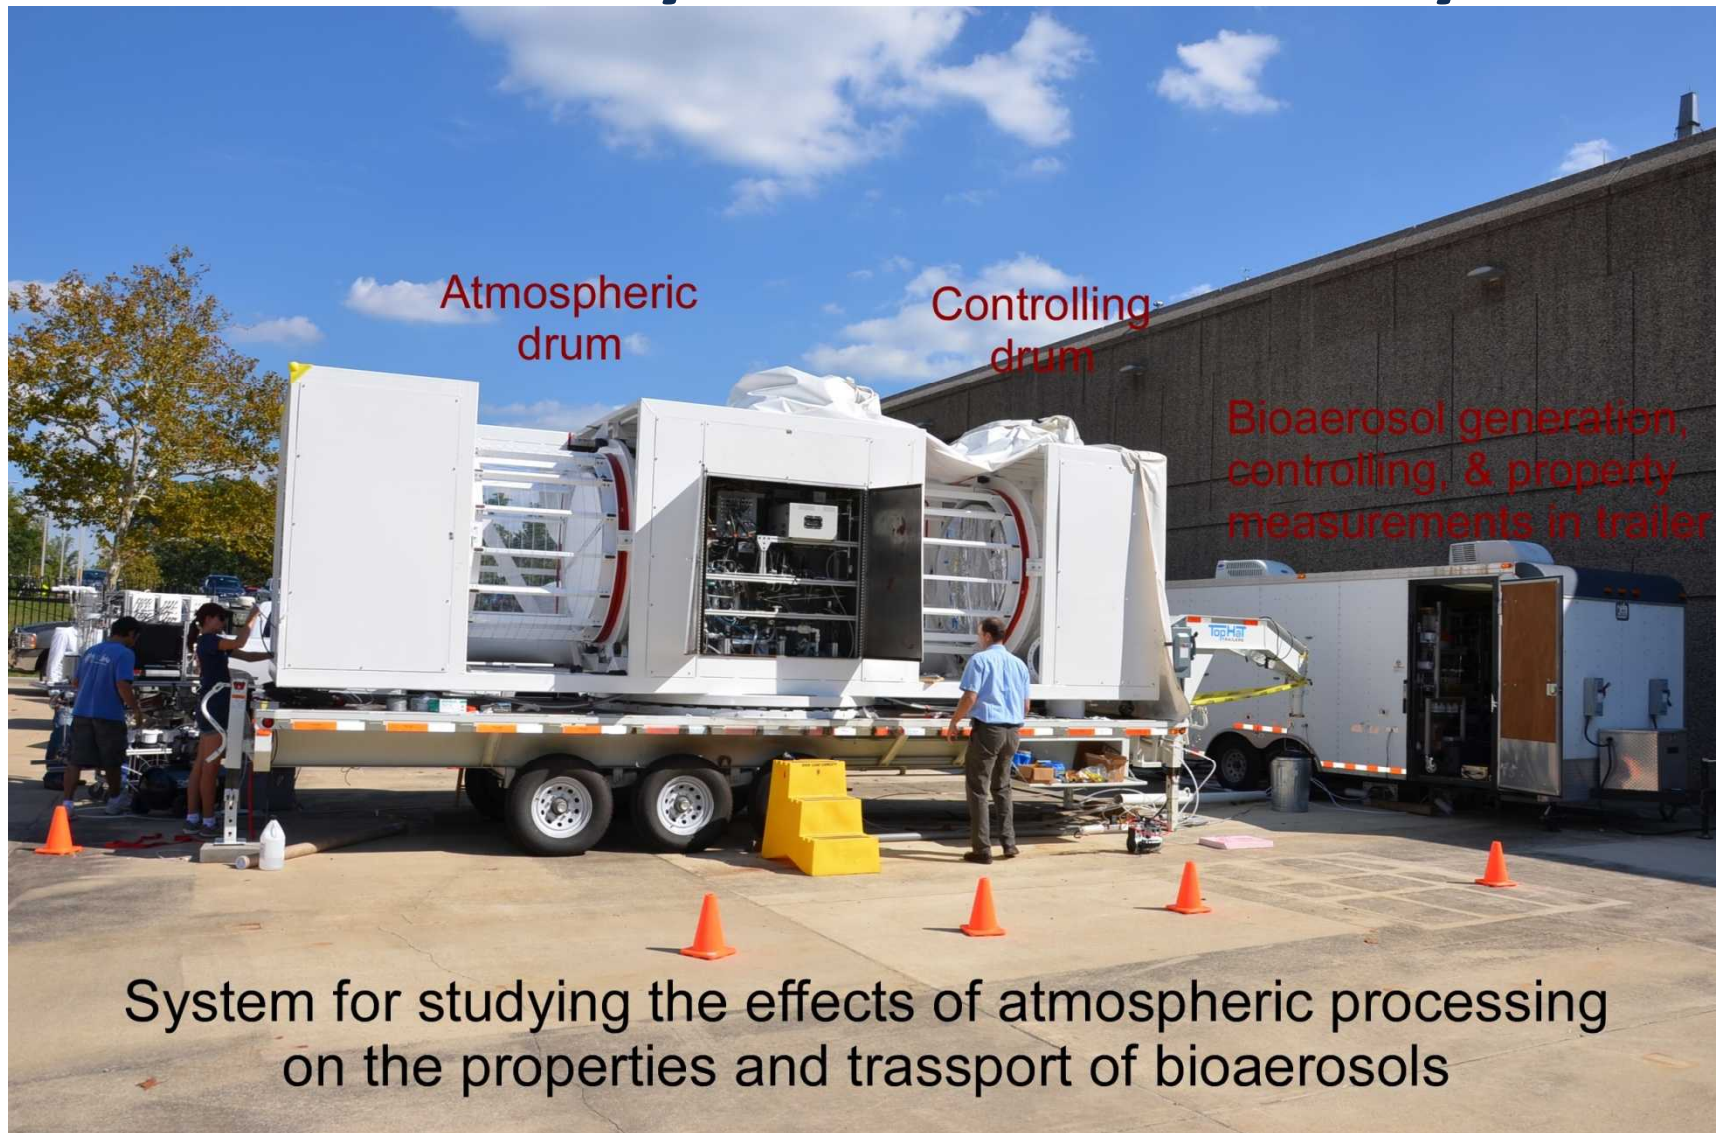 Atmospheric
drum
Controlling
drum
Bioaerosol generation,
controlling, & property
measurements in trailer
TopHaT
System for studying the effects of atmospheric processing
on the properties and trassport of bioaerosols